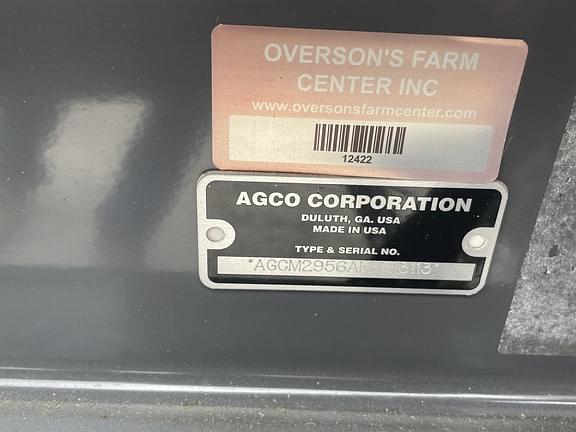 OVERSON'S FARM
CENTER INC
www.oversonsfarmcenter.com
12422
AGCO CORPORATION
DULUTH, GA. USA
MADE IN USA
TYPE & SERIAL NO.